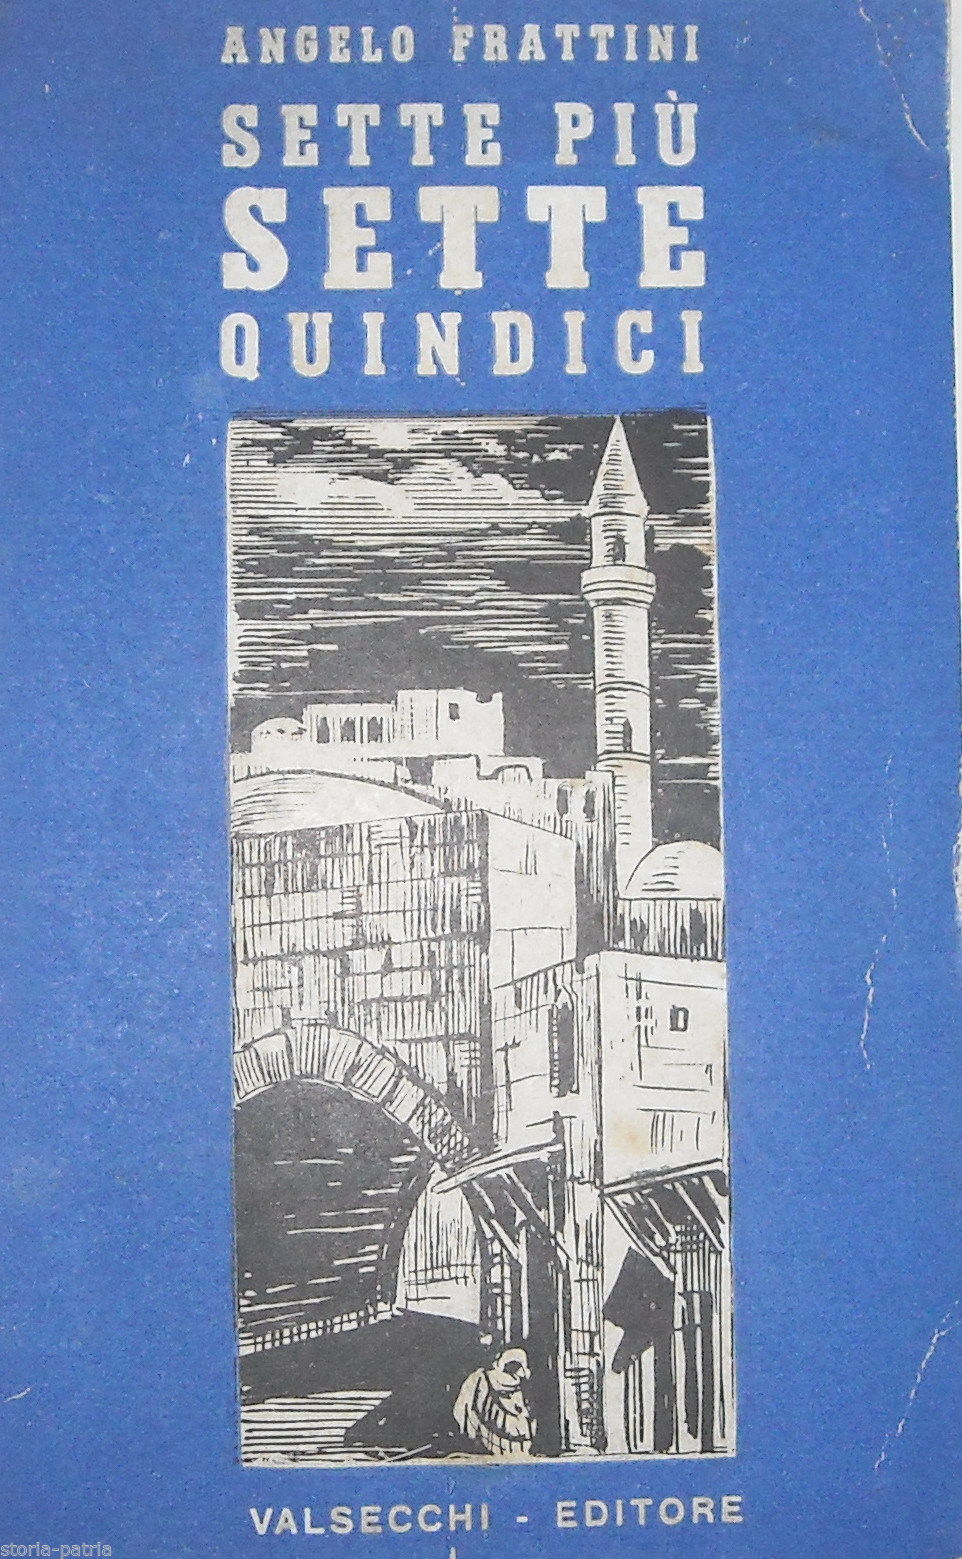 ANGELO FRATTINI
SETTE PIÙ
SETTE
QUINDICI
VALSECCHI - EDITORE
storia-patria